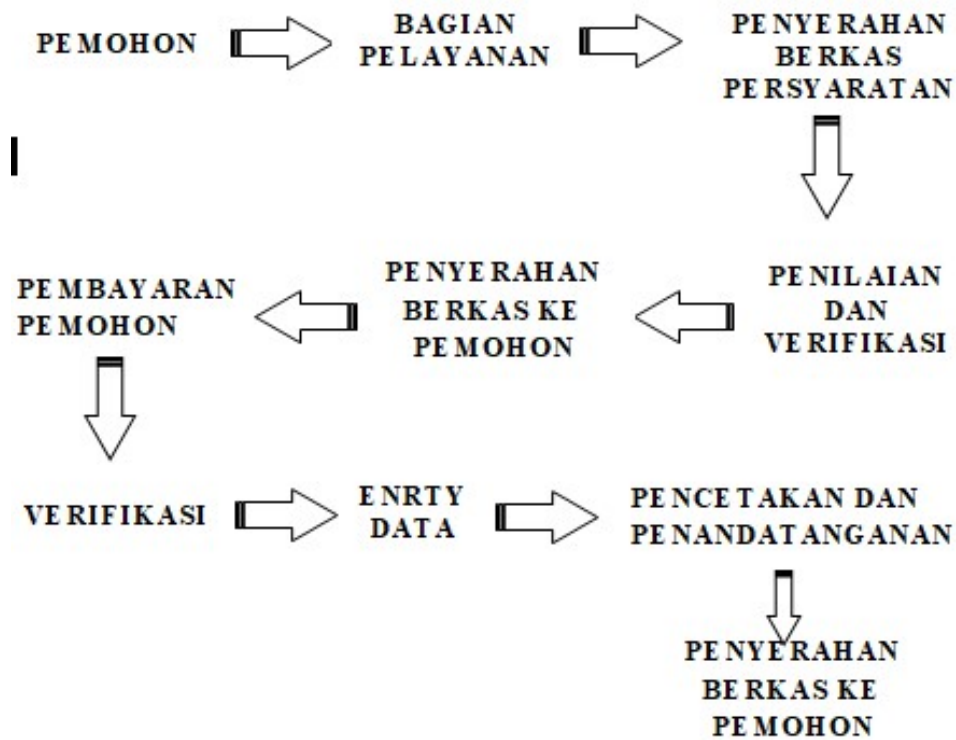 PEMOHON
BAGIAN
PELAYANAN
PENYERAHAN
BERKAS
PERSYARATAN
PENILAIAN
DAN
VERIFIKASI
PENYERAHAN
BERKAS KE
PEMOHON
PEMBAYARAN
PEMOHON
VERIFIKASI
ENRTY
DATA
PENCETAKAN DAN
PENANDATANGANAN
PENYERAHAN
BERKAS KE
PEMOHON